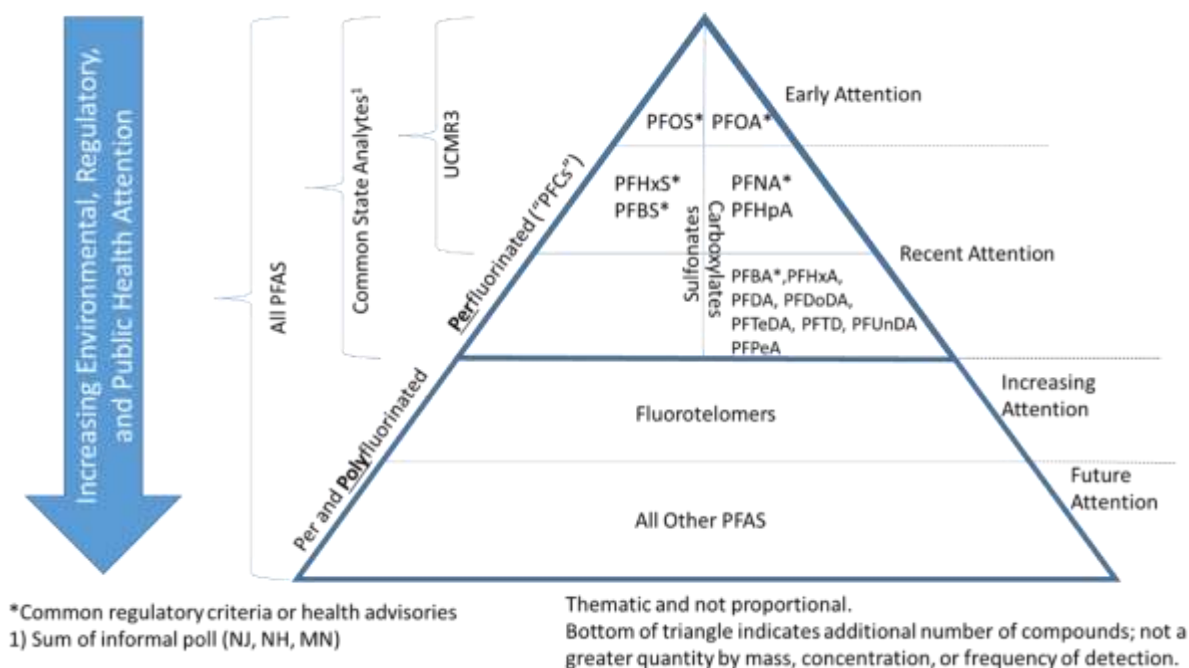 Increasing Environmental, Regulatory,
and Public Health Attention
All PFAS
Common State Analytes¹
UCMR3
Perfluorinated ("PFCs")
Per and Polyfluorinated
PFOS* PFOA*
PFHxS*
PFBS*
PFNA*
PFHpA
Sulfonates
Carboxylates
PFBA*,PFHxA,
PFDA, PFDoDA,
PFTeDA, PFTD, PFUnDA
PFPeA
Fluorotelomers
All Other PFAS
Early Attention
Recent Attention
Increasing
Attention
Future
Attention
*Common regulatory criteria or health advisories
1) Sum of informal poll (NJ, NH, MN)
Thematic and not proportional.
Bottom of triangle indicates additional number of compounds; not a
greater quantity by mass, concentration, or frequency of detection.